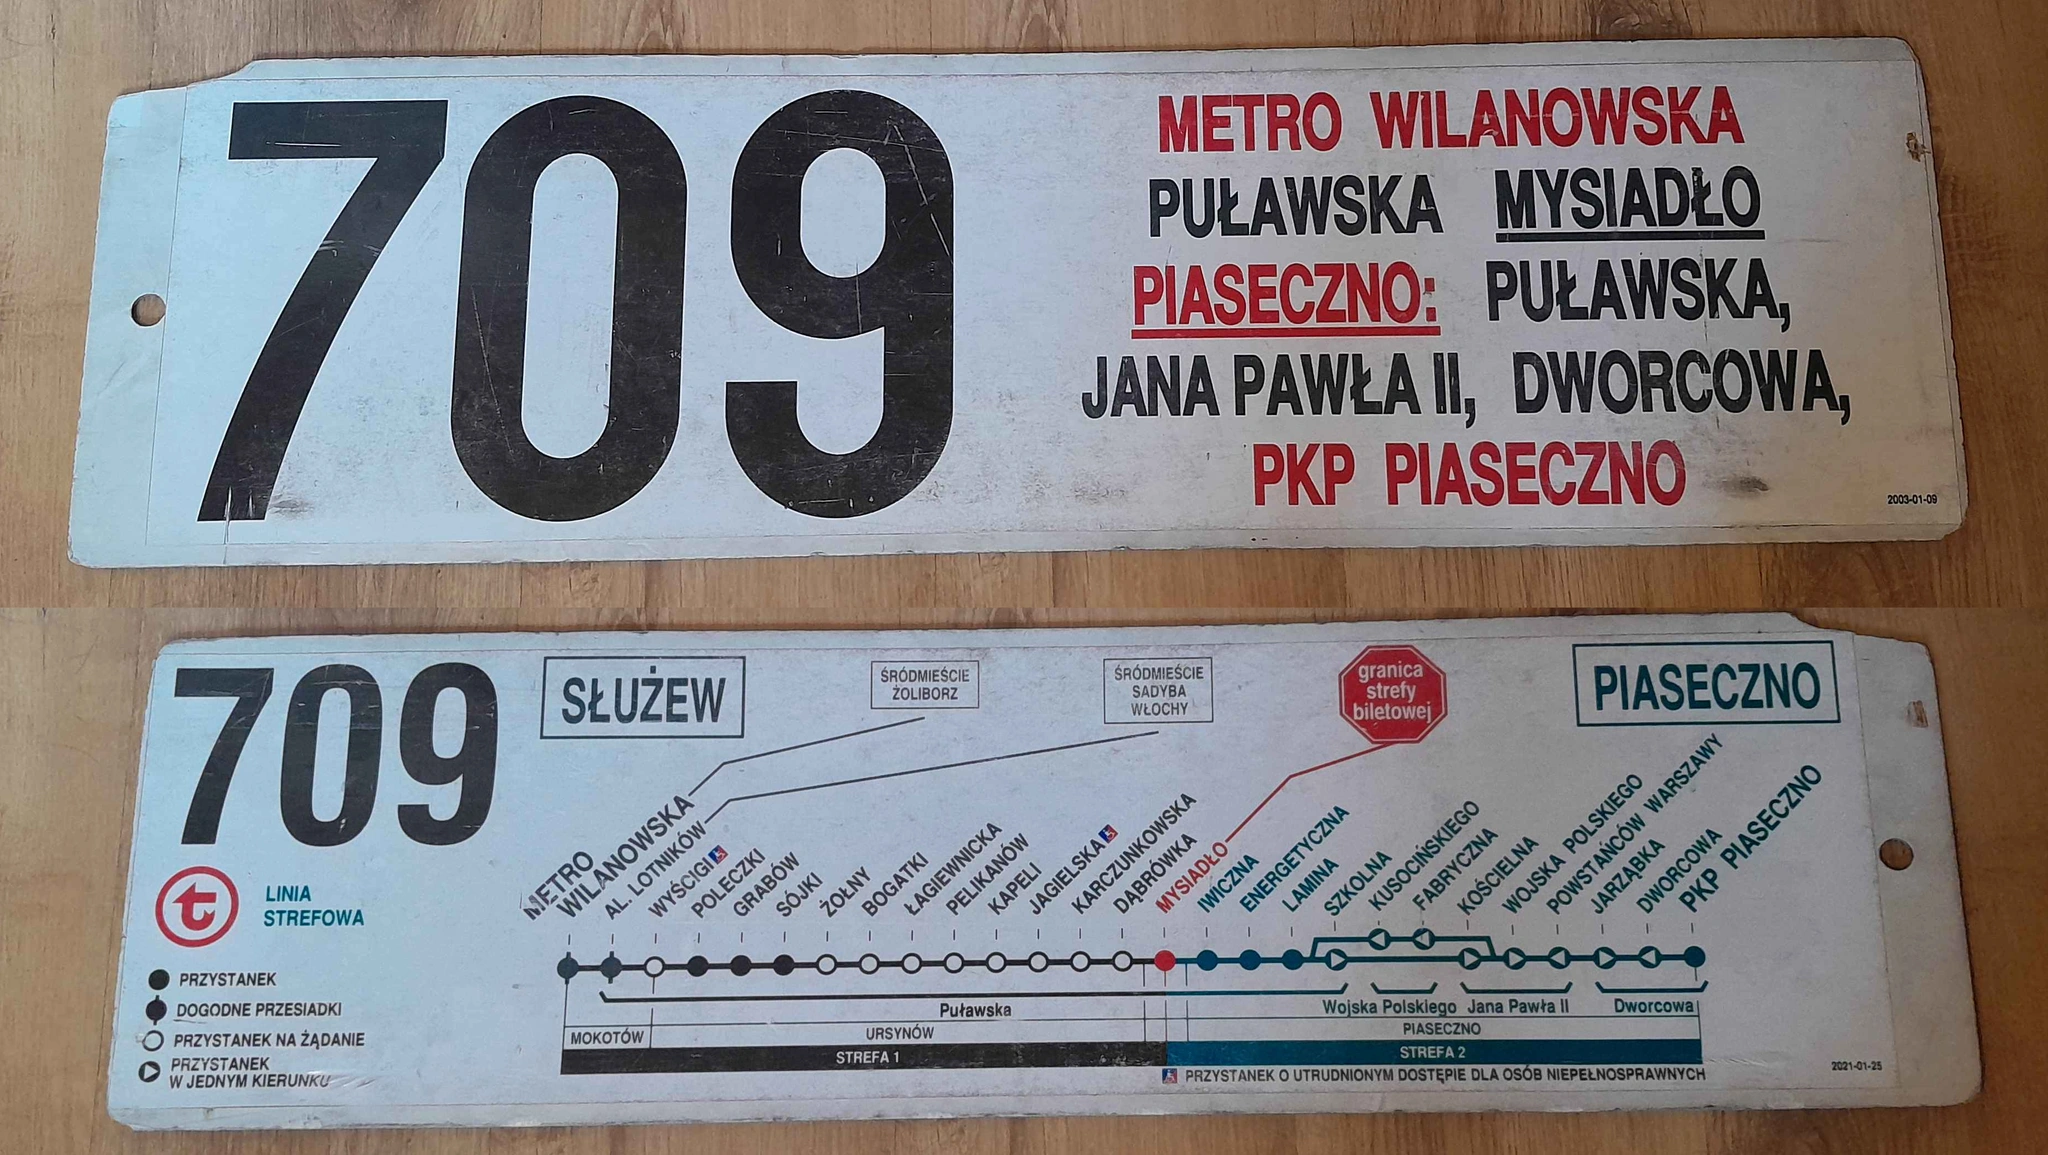 709
METRO WILANOWSKA
PUŁAWSKA MYSIADŁO
PIASECZNO: PUŁAWSKA,
JANA PAWŁA II, DWORCOWA,
PKP PIASECZNO
2003-01-09
709
SŁUŻEW
ŚRÓDMIEŚCIE
ŻOLIBORZ
ŚRÓDMIEŚCIE
SADYBA
WŁOCHY
granica
strefy
biletowej
PIASECZNO
t
LINIA
STREFOWA
PRZYSTANEK
DOGODNE PRZESIADKI
PRZYSTANEK NA ŻĄDANIE
PRZYSTANEK
W JEDNYM KIERUNKU
METRO
WILANOWSKA
AL. LOTNIKÓW
WYŚCIGI
POLECZKI
GRABÓW
SÓJKI
ŻOŁNY
BOGATKI
ŁAGIEWNICKA
PELIKANÓW
KAPELI
JAGIELSKA
KARCZUNKOWSKA
DĄBRÓWKA
MYSIADŁO
IWICZNA
ENERGETYCZNA
LAMINA
SZKOLNA
KUSOCIŃSKIEGO
FABRYCZNA
KOŚCIELNA
WOJSKA POLSKIEGO
POWSTAŃCÓW WARSZAWY
JARZĄBKA
DWORCOWA
PKP PIASECZNO
Puławska Wojska Polskiego Jana Pawła II Dworcowa
MOKOTÓW URSYNÓW PIASECZNO
STREFA 1 STREFA 2
PRZYSTANEK O UTRUDNIONYM DOSTĘPIE DLA OSÓB NIEPEŁNOSPRAWNYCH
2021-01-25